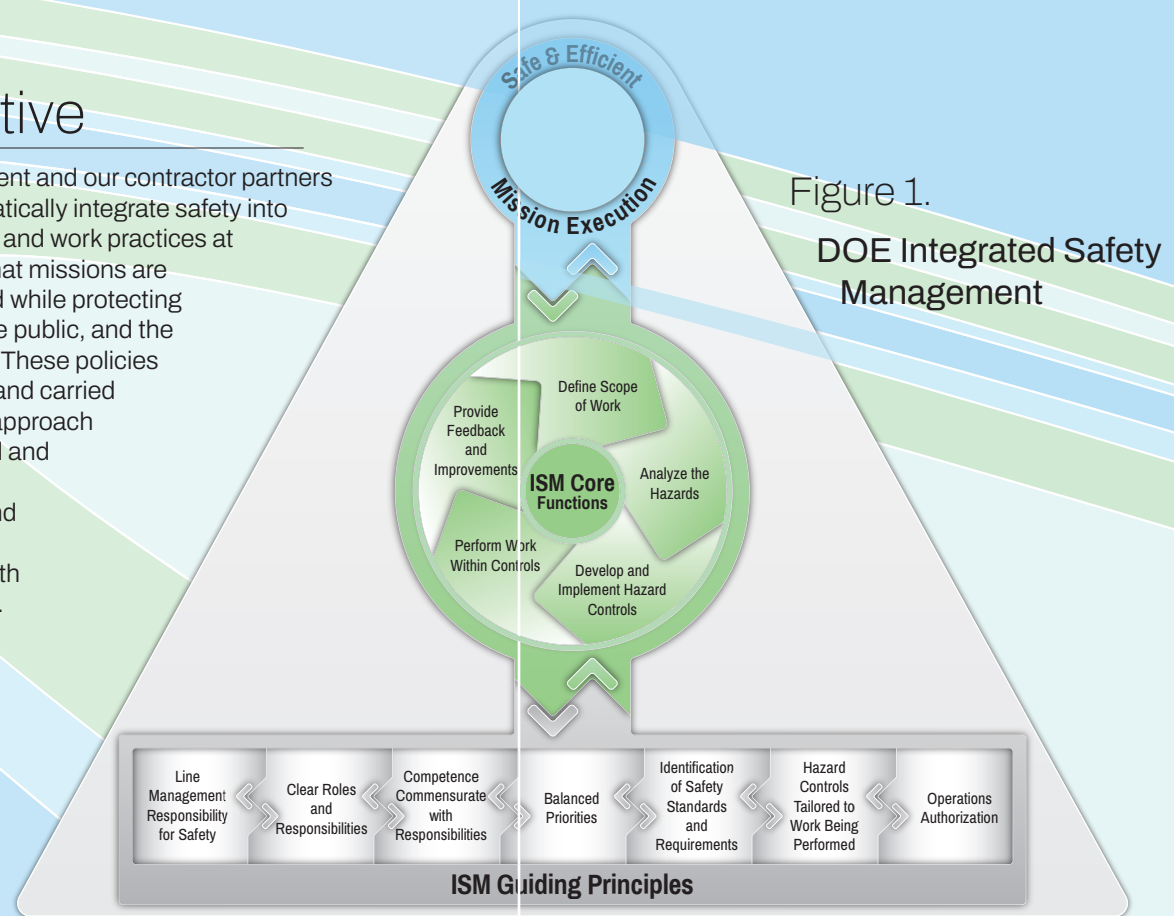 tive
ent and our contractor partners
atically integrate safety into
and work practices at
hat missions are
d while protecting
e public, and the
These policies
and carried
approach
d and
nd
th
.
Safe & Efficient
Mission Execution
Figure 1.
DOE Integrated Safety
Management
Define Scope
of Work
Analyze the
Hazards
Develop and
Implement Hazard
Controls
Perform Work
Within Controls
Provide
Feedback
and
Improvements
ISM Core
Functions
Line
Management
Responsibility
for Safety
Clear Roles
and
Responsibilities
Competence
Commensurate
with
Responsibilities
Balanced
Priorities
Identification
of Safety
Standards
and
Requirements
Hazard
Controls
Tailored to
Work Being
Performed
Operations
Authorization
ISM Guiding Principles